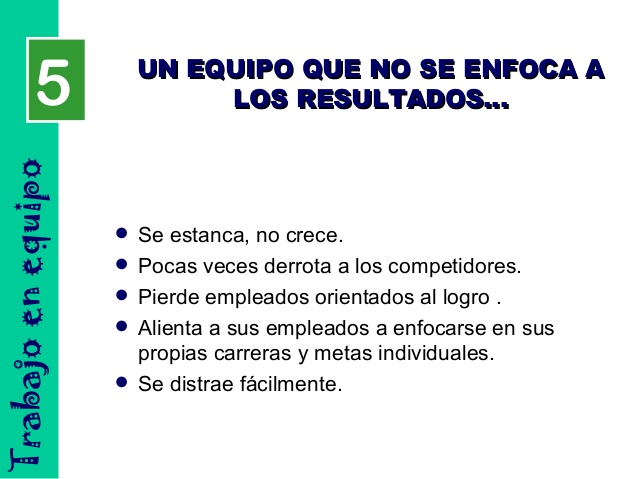 5
UN EQUIPO QUE NO SE ENFOCA A
LOS RESULTADOS...
Trabajo en equipo
Se estanca, no crece.
Pocas veces derrota a los competidores.
Pierde empleados orientados al logro .
Alienta a sus empleados a enfocarse en sus
propias carreras y metas individuales.
Se distrae fácilmente.